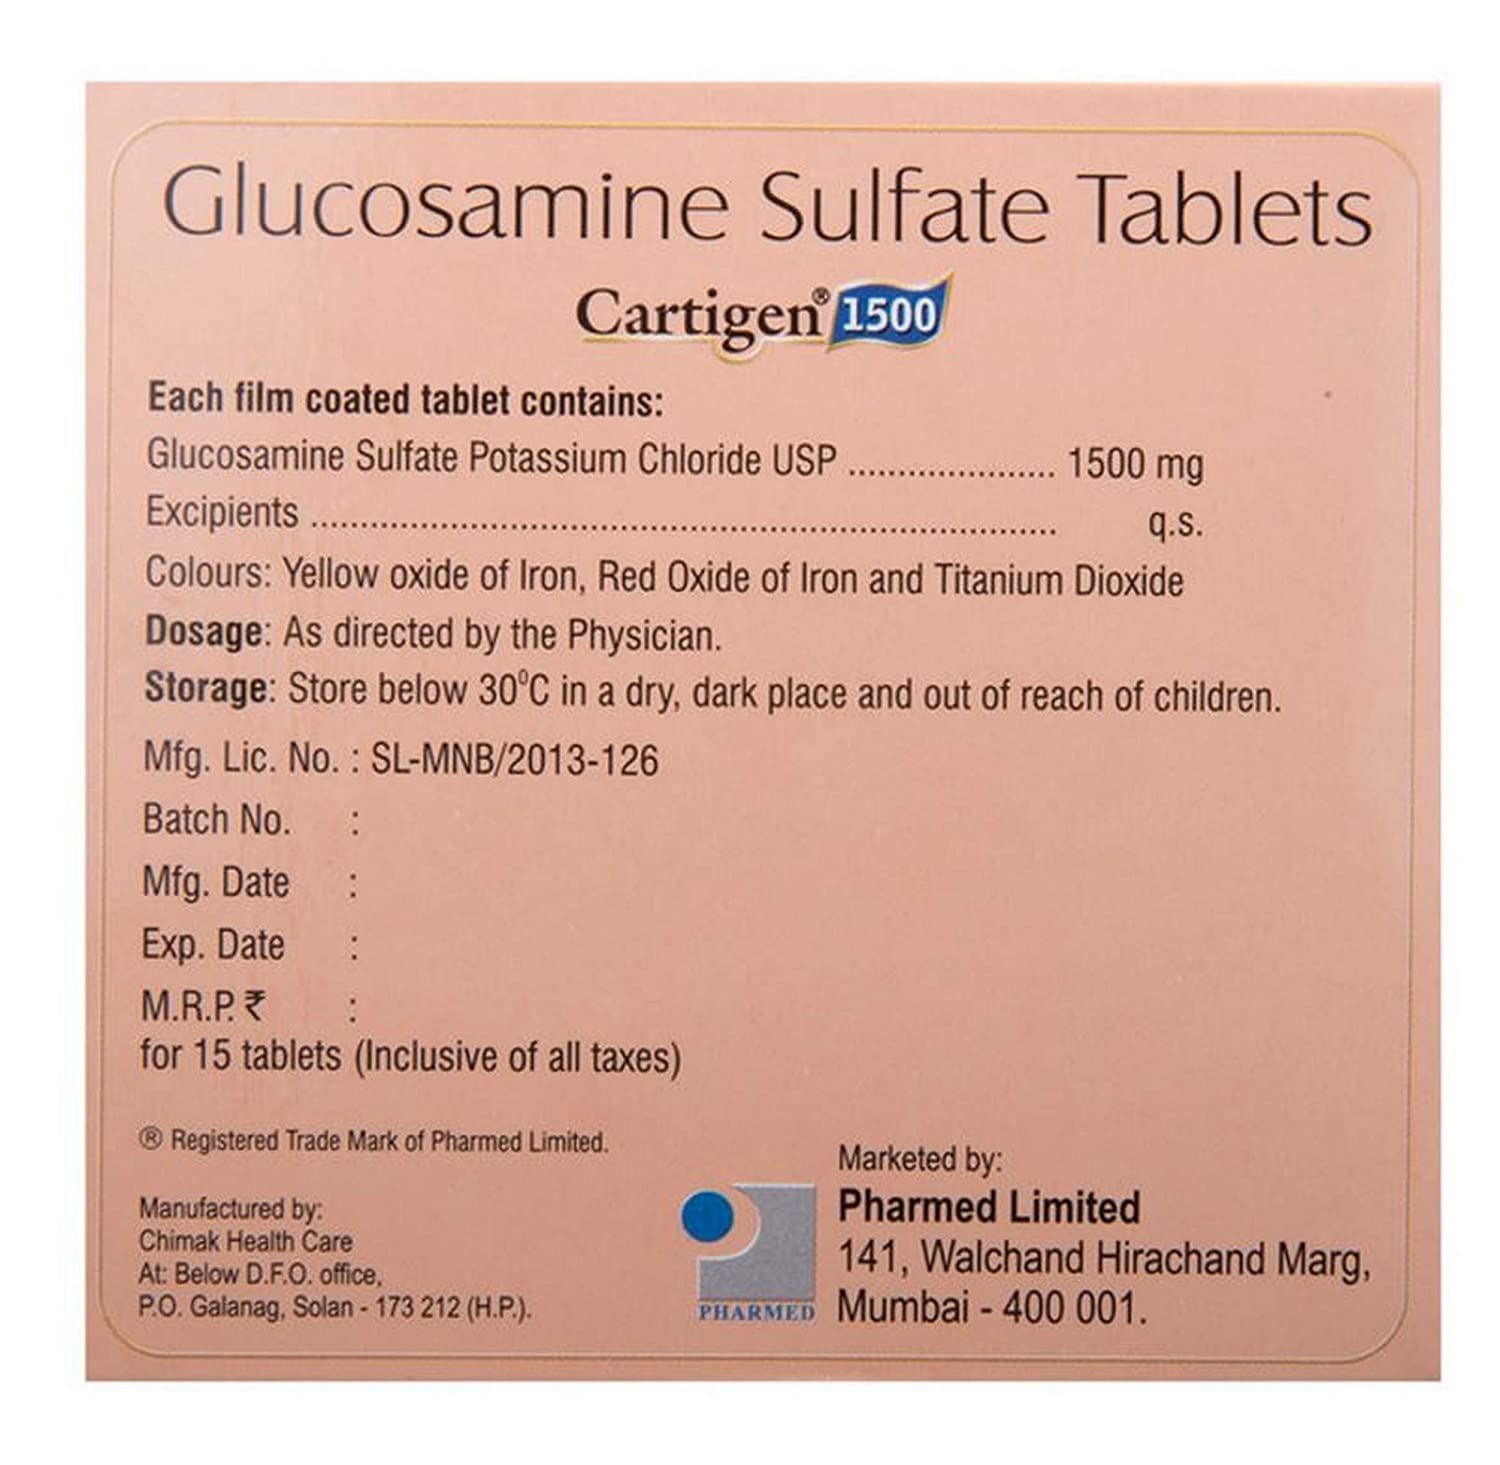 Glucosamine Sulfate Tablets
Cartigen® 1500
Each film coated tablet contains:
Glucosamine Sulfate Potassium Chloride USP ..................... 1500 mg
Excipients ........................................................................... q.s.
Colours: Yellow oxide of Iron, Red Oxide of Iron and Titanium Dioxide
Dosage: As directed by the Physician.
Storage: Store below 30⁰C in a dry, dark place and out of reach of children.
Mfg. Lic. No. : SL-MNB/2013-126
Batch No. :
Mfg. Date :
Exp. Date :
M.R.P. ₹ :
for 15 tablets (Inclusive of all taxes)
® Registered Trade Mark of Pharmed Limited.
Manufactured by:
Chimak Health Care
At: Below D.F.O. office,
P.O. Galanag, Solan - 173 212 (H.P.).
PHARMED
Marketed by:
Pharmed Limited
141, Walchand Hirachand Marg,
Mumbai - 400 001.